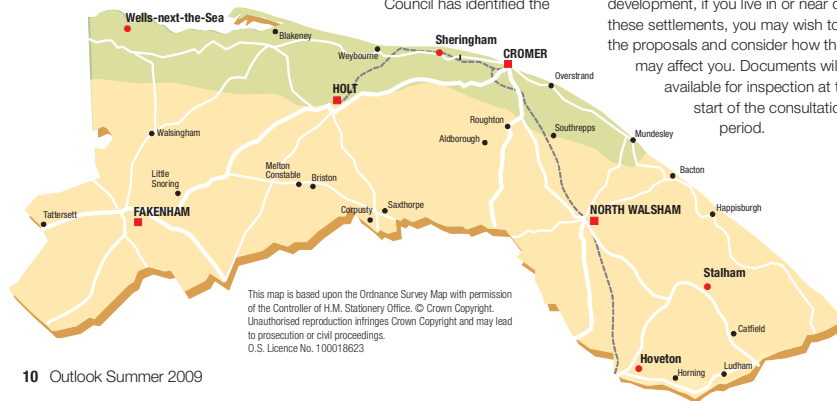 Council has identified the
development, if you live in or near
these settlements, you may wish to
the proposals and consider how
may affect you. Documents
available for inspection at
start of the consultation
period.
Wells-next-the-Sea
Blakeney
Weybourne
Sheringham
CROMER
Overstrand
HOLT
Walsingham
Roughton
Aldborough
Southrepps
Mundesley
Little
Snoring
Melton
Constable
Briston
Bacton
Tattersett
FAKENHAM
Corpusty
Saxthorpe
NORTH WALSHAM
Happisburgh
Stalham
Catfield
Hoveton
Horning
Ludham
This map is based upon the Ordnance Survey Map with permission
of the Controller of H.M. Stationery Office. © Crown Copyright.
Unauthorised reproduction infringes Crown Copyright and may lead
to prosecution or civil proceedings.
O.S. Licence No. 100018623
10 Outlook Summer 2009